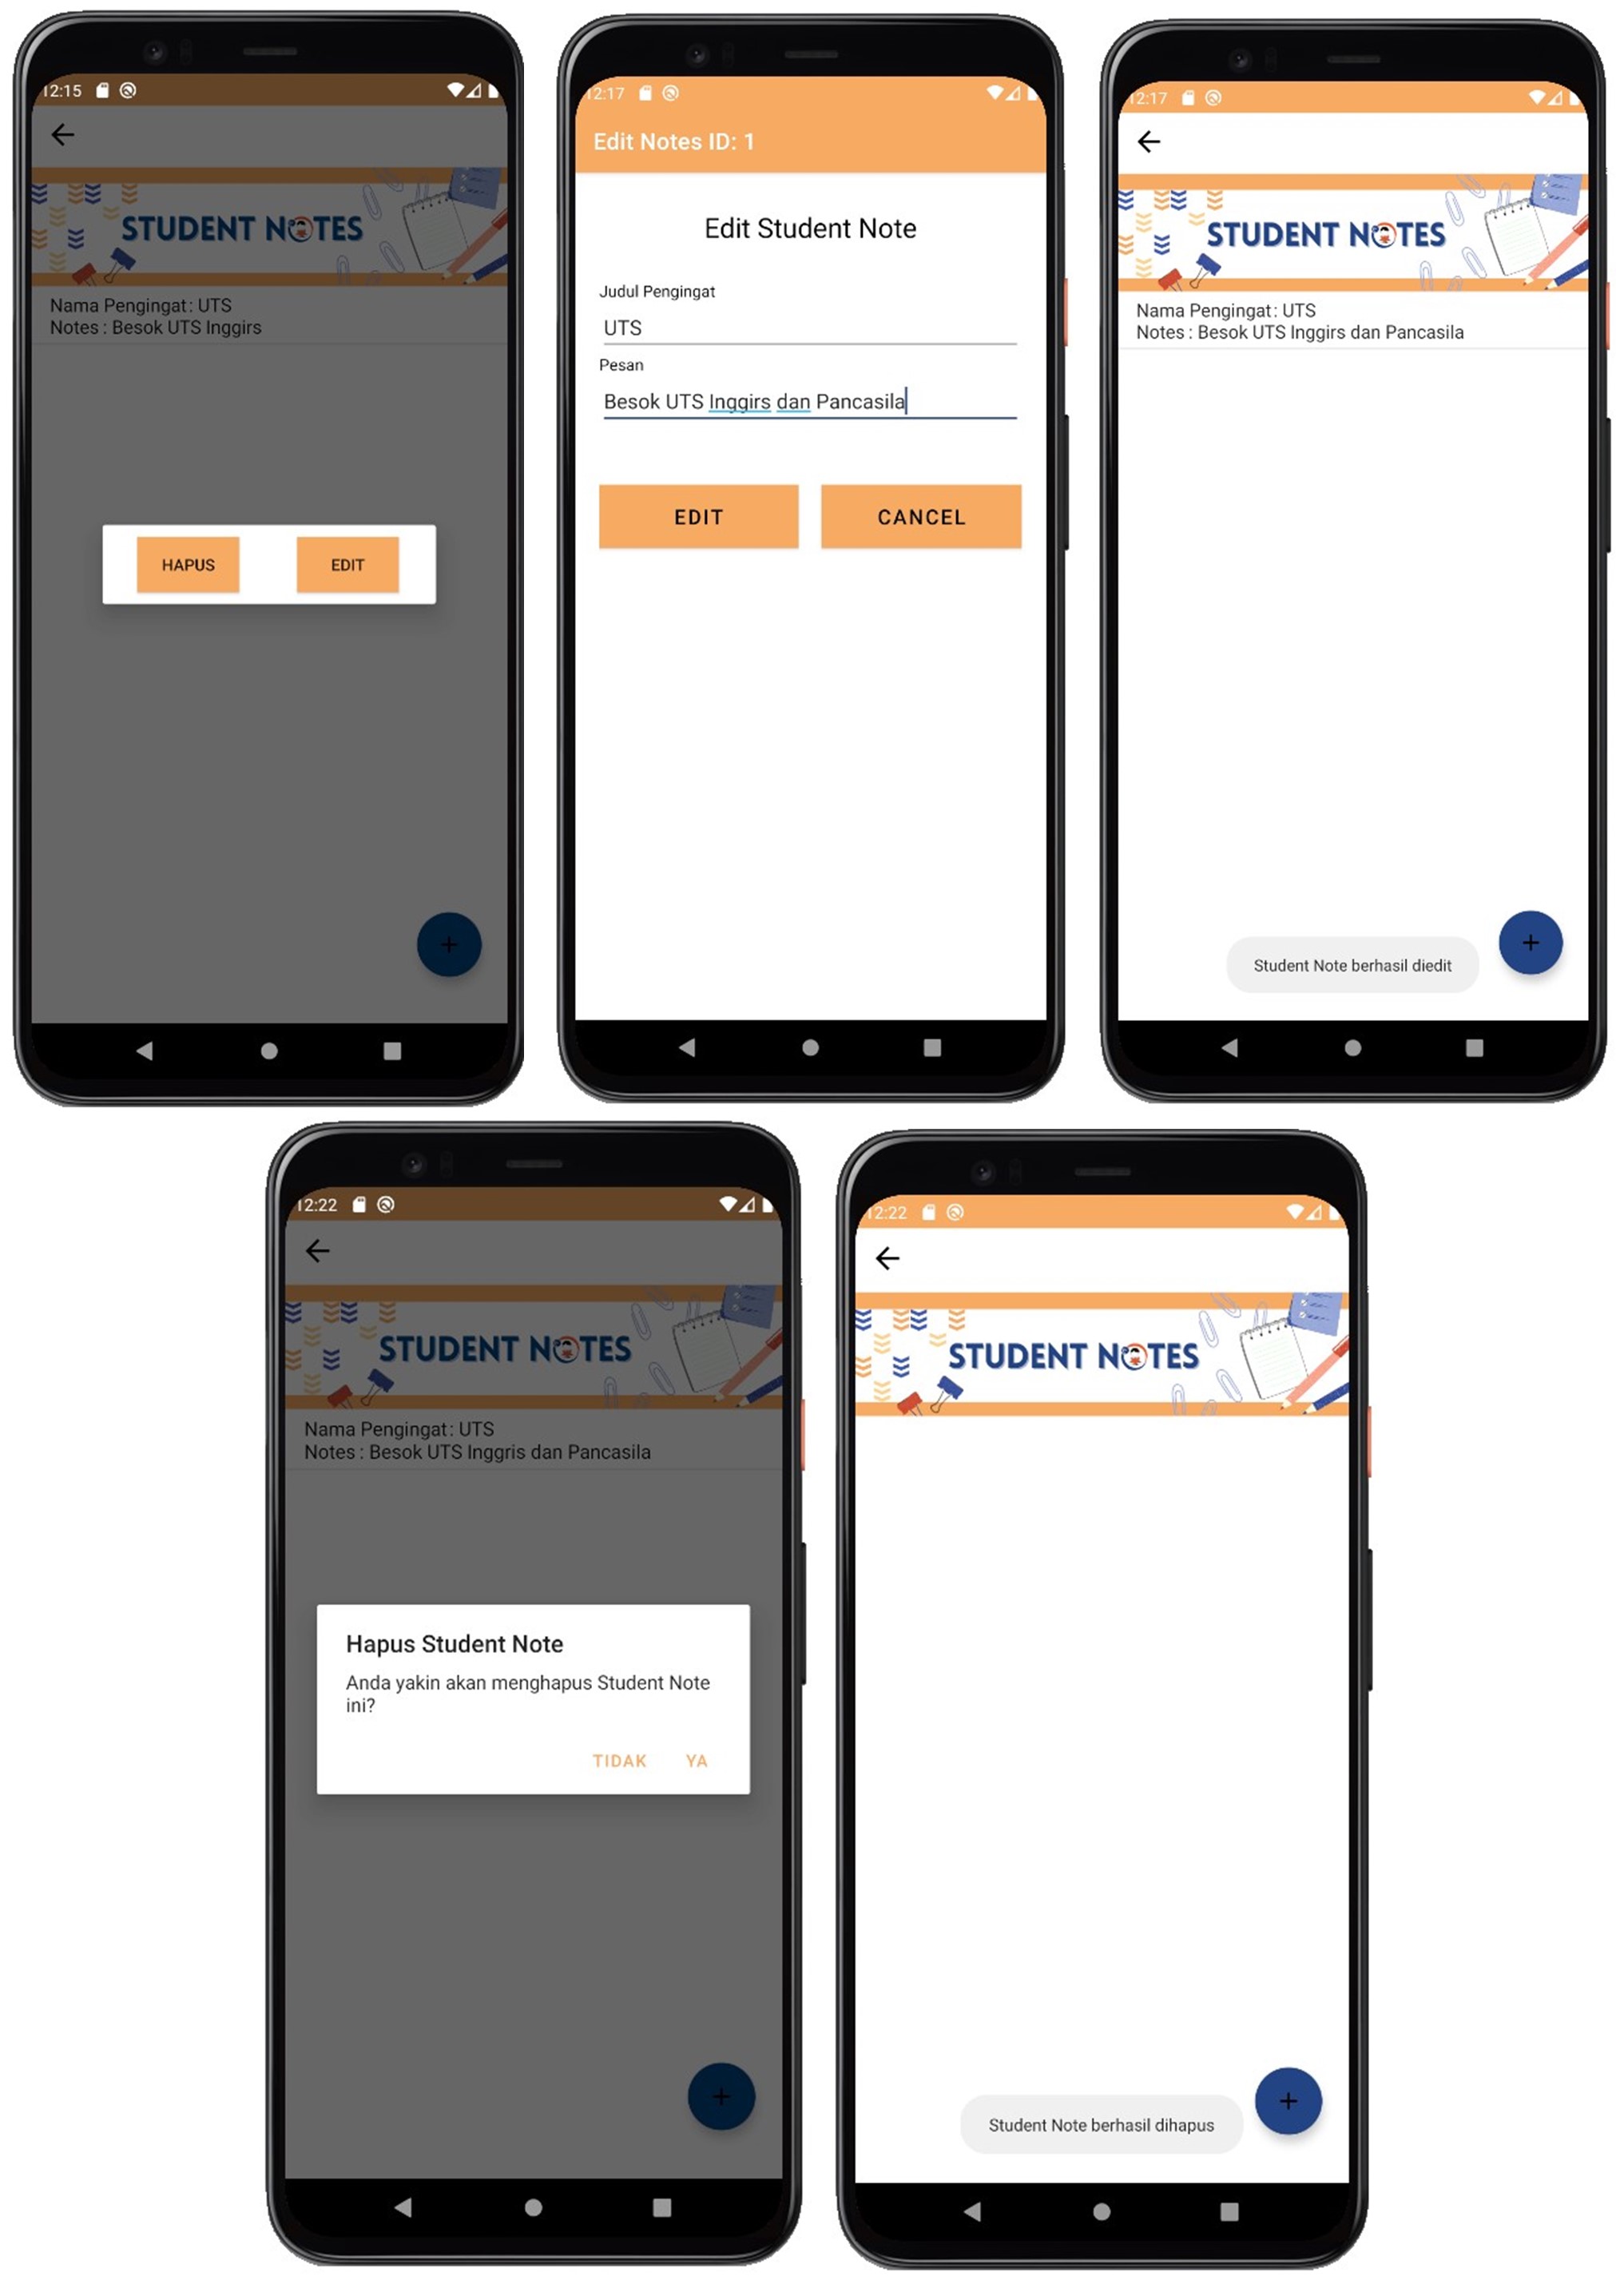 12:15
STUDENT NOTES
Nama Pengingat: UTS
Notes : Besok UTS Inggirs
HAPUS
EDIT
+
12:17
Edit Notes ID: 1
Edit Student Note
Judul Pengingat
UTS
Pesan
Besok UTS Inggirs dan Pancasila
EDIT
CANCEL
12:17
STUDENT NOTES
Nama Pengingat: UTS
Notes : Besok UTS Inggirs dan Pancasila
Student Note berhasil diedit
+
12:22
STUDENT NOTES
Nama Pengingat: UTS
Notes : Besok UTS Inggris dan Pancasila
Hapus Student Note
Anda yakin akan menghapus Student Note
ini?
TIDAK
YA
+
12:22
STUDENT NOTES
Student Note berhasil dihapus
+